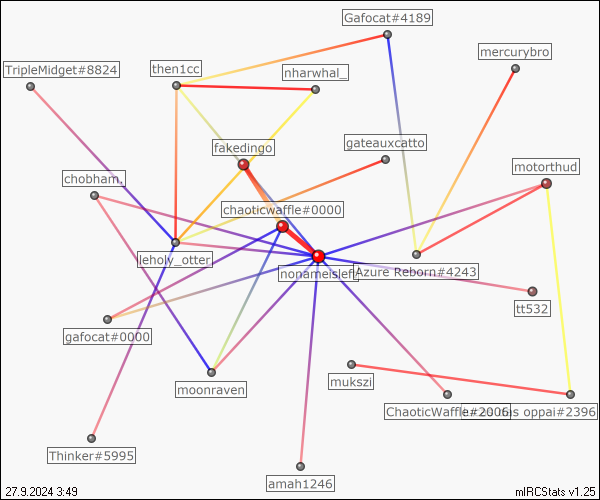 Gafocat#4189
mercurybro
TripleMidget#8824
then1cc
nharwhal_
fakedingo
gateauxcatto
motorthud
chobham,
chaoticwaffle#0000
leholy_otter
nonameisleft
Azure Reborn#4243
tt532
gafocat#0000
moonraven
mukszi
ChaoticWaffle#2006
oppai#2396
Thinker#5995
amah1246
27.9.2024 3:49
mIRCStats v1.25